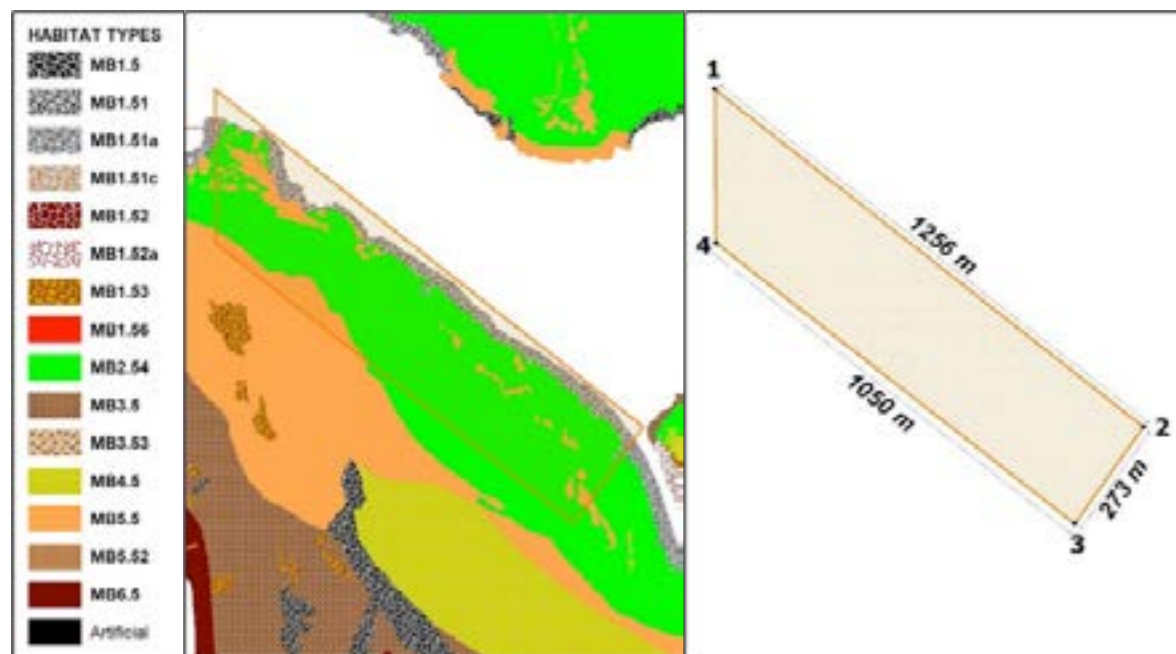 HABITAT TYPES
MB1.5
MB1.51
MB1.51a
MB1.51c
MB1.52
MB1.52a
MB1.53
MB1.56
MB2.54
MB3.5
MB3.53
MB4.5
MB5.5
MB5.52
MB6.5
Artificial
1
1256 m
4
2
1050 m
273 m
3